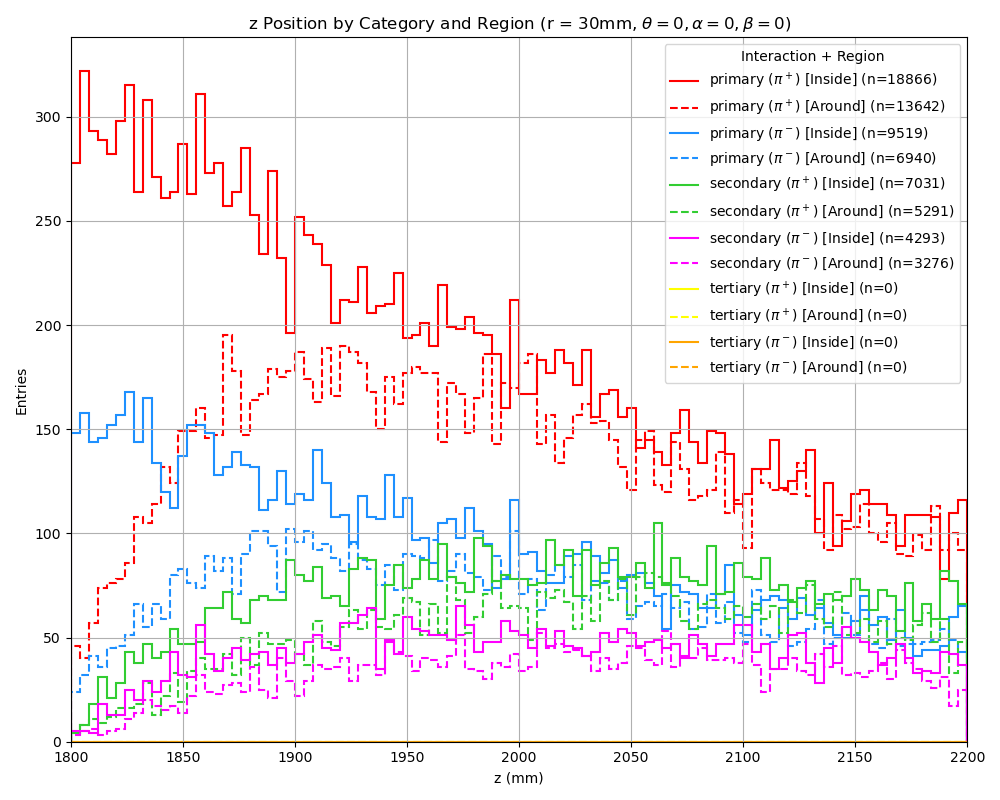 z Position by Category and Region (r = 30mm, θ = 0, α = 0, β = 0)
Interaction + Region
primary (π⁺) [Inside] (n=18866)
primary (π⁺) [Around] (n=13642)
primary (π⁻) [Inside] (n=9519)
primary (π⁻) [Around] (n=6940)
secondary (π⁺) [Inside] (n=7031)
secondary (π⁺) [Around] (n=5291)
secondary (π⁻) [Inside] (n=4293)
secondary (π⁻) [Around] (n=3276)
tertiary (π⁺) [Inside] (n=0)
tertiary (π⁺) [Around] (n=0)
tertiary (π⁻) [Inside] (n=0)
tertiary (π⁻) [Around] (n=0)
Entries
300
250
200
150
100
50
0
1800 1850 1900 1950 2000 2050 2100 2150 2200
z (mm)